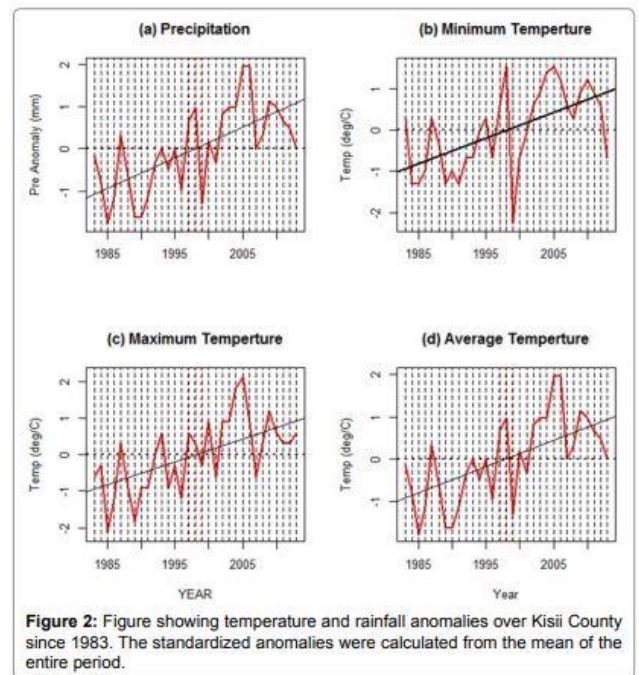 (a) Precipitation
Pre Anomaly (mm)
2
1
0
-1
1985 1995 2005
(b) Minimum Temperture
Temp (deg/C)
1
0
-1
-2
1985 1995 2005
(c) Maximum Temperture
Temp (deg/C)
2
1
0
-1
-2
1985 1995 2005
YEAR
(d) Average Temperture
Temp (deg/C)
2
1
0
-1
1985 1995 2005
Year
Figure 2: Figure showing temperature and rainfall anomalies over Kisii County
since 1983. The standardized anomalies were calculated from the mean of the
entire period.